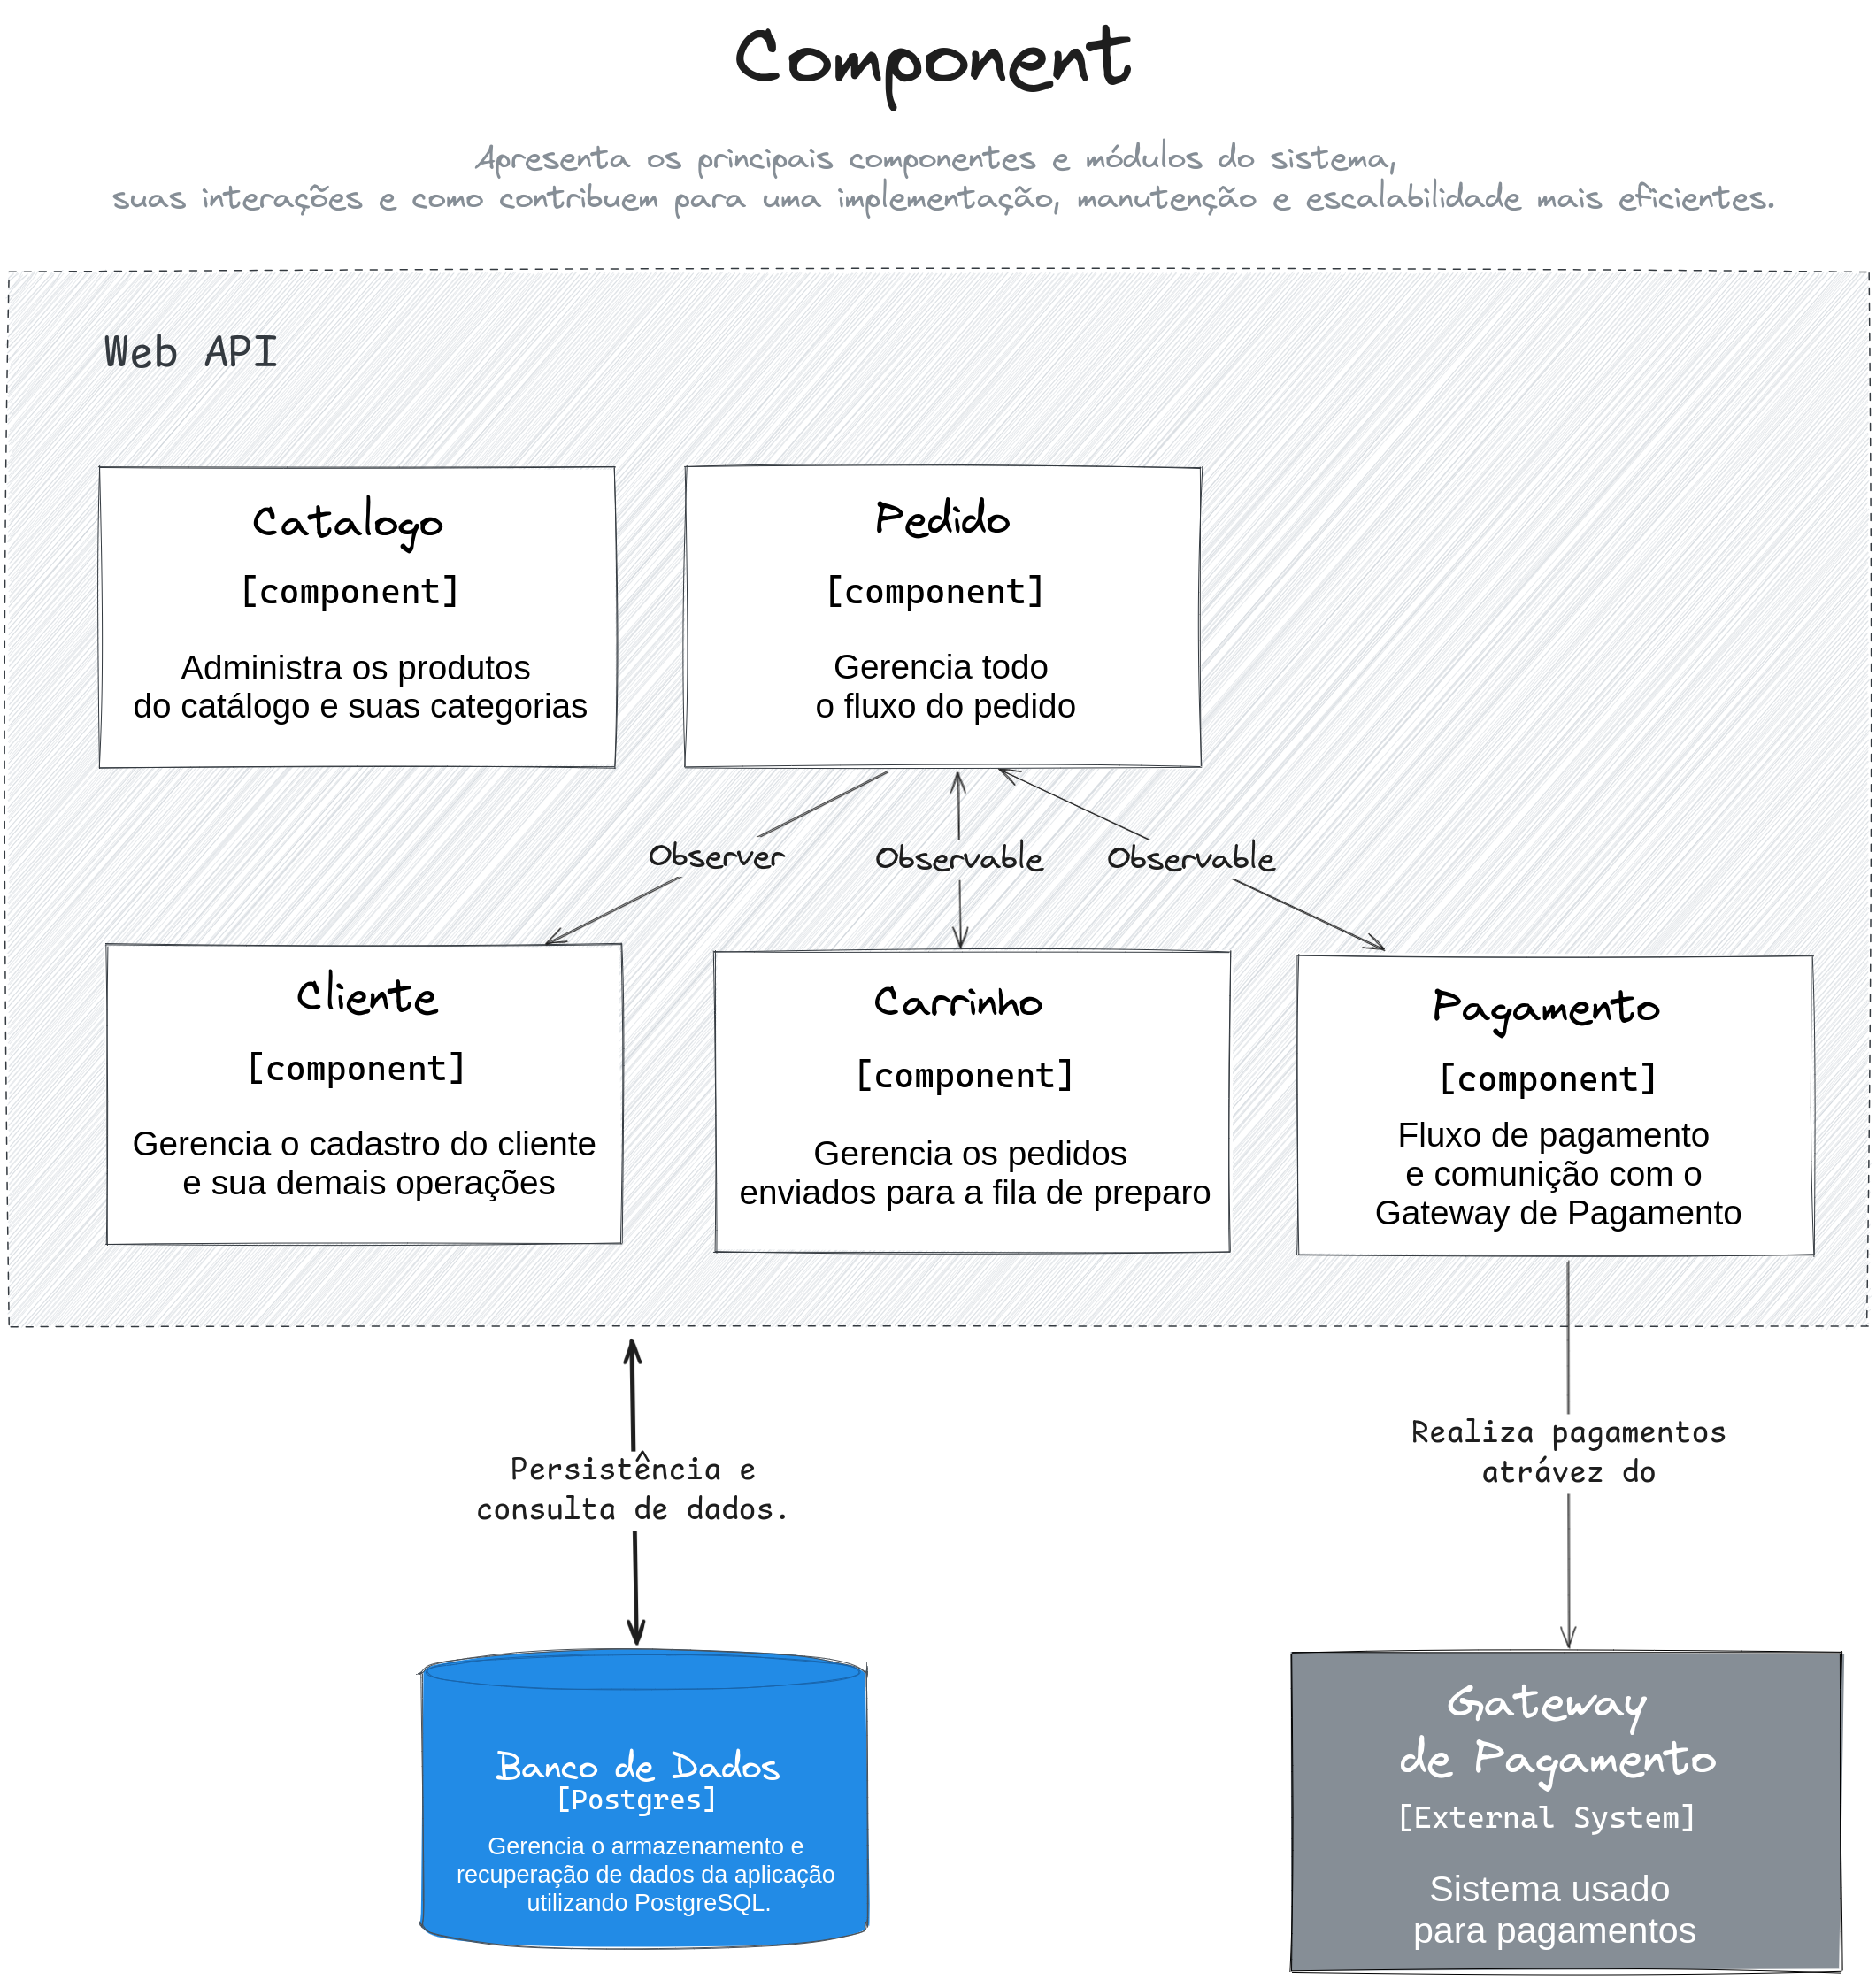 Component
Apresenta os principais componentes e módulos do sistema,
suas interações e como contribuem para uma implementação, manutenção e escalabilidade mais eficientes.
Web API
Catalogo
[component]
Administra os produtos
do catálogo e suas categorias
Pedido
[component]
Gerencia todo
o fluxo do pedido
Observer
Observable
Observable
Cliente
[component]
Gerencia o cadastro do cliente
e sua demais operações
Carrinho
[component]
Gerencia os pedidos
enviados para a fila de preparo
Pagamento
[component]
Fluxo de pagamento
e comunição com o
Gateway de Pagamento
Persistência e
consulta de dados.
Realiza pagamentos
atrávez do
Banco de Dados
[Postgres]
Gerencia o armazenamento e
recuperação de dados da aplicação
utilizando PostgreSQL.
Gateway
de Pagamento
[External System]
Sistema usado
para pagamentos